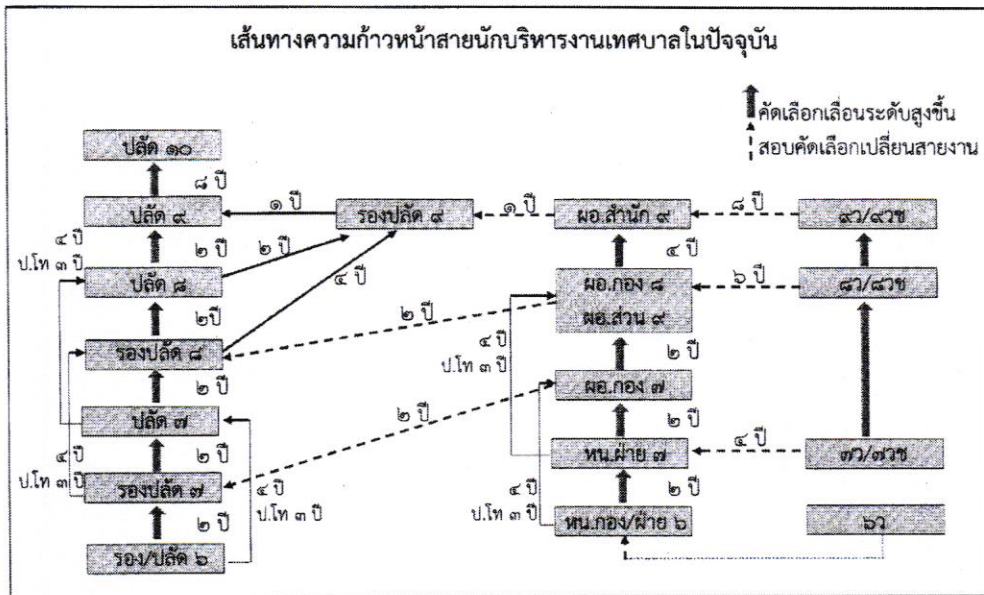 เส้นทางความก้าวหน้าสายนักบริหารงานเทศบาลในปัจจุบัน
คัดเลือกเลื่อนระดับสูงขึ้น
สอบคัดเลือกเปลี่ยนสายงาน
ปลัด ๑๐
๘ ปี
ปลัด ๙
๑ ปี
รองปลัด ๙
๑ ปี
ผอ.สำนัก ๙
๘ ปี
๙ว/๙วช
๔ ปี
ป.โท ๓ ปี
๒ ปี
๒ ปี
๔ ปี
๔ ปี
ปลัด ๘
ผอ.กอง ๘
ผอ.ส่วน ๙
๖ ปี
๘ว/๘วช
๒ปี
๒ ปี
รองปลัด ๘
๔ ปี
ป.โท ๓ ปี
๒ ปี
๒ ปี
ผอ.กอง ๗
ปลัด ๗
๒ ปี
๒ ปี
๔ ปี
ป.โท ๓ ปี
๒ ปี
หน.ฝ่าย ๗
๔ ปี
๗ว/๗วช
รองปลัด ๗
๔ ปี
ป.โท ๓ ปี
๔ ปี
ป.โท ๓ ปี
๒ ปี
๒ ปี
หน.กอง/ฝ่าย ๖
๖ว
รอง/ปลัด ๖